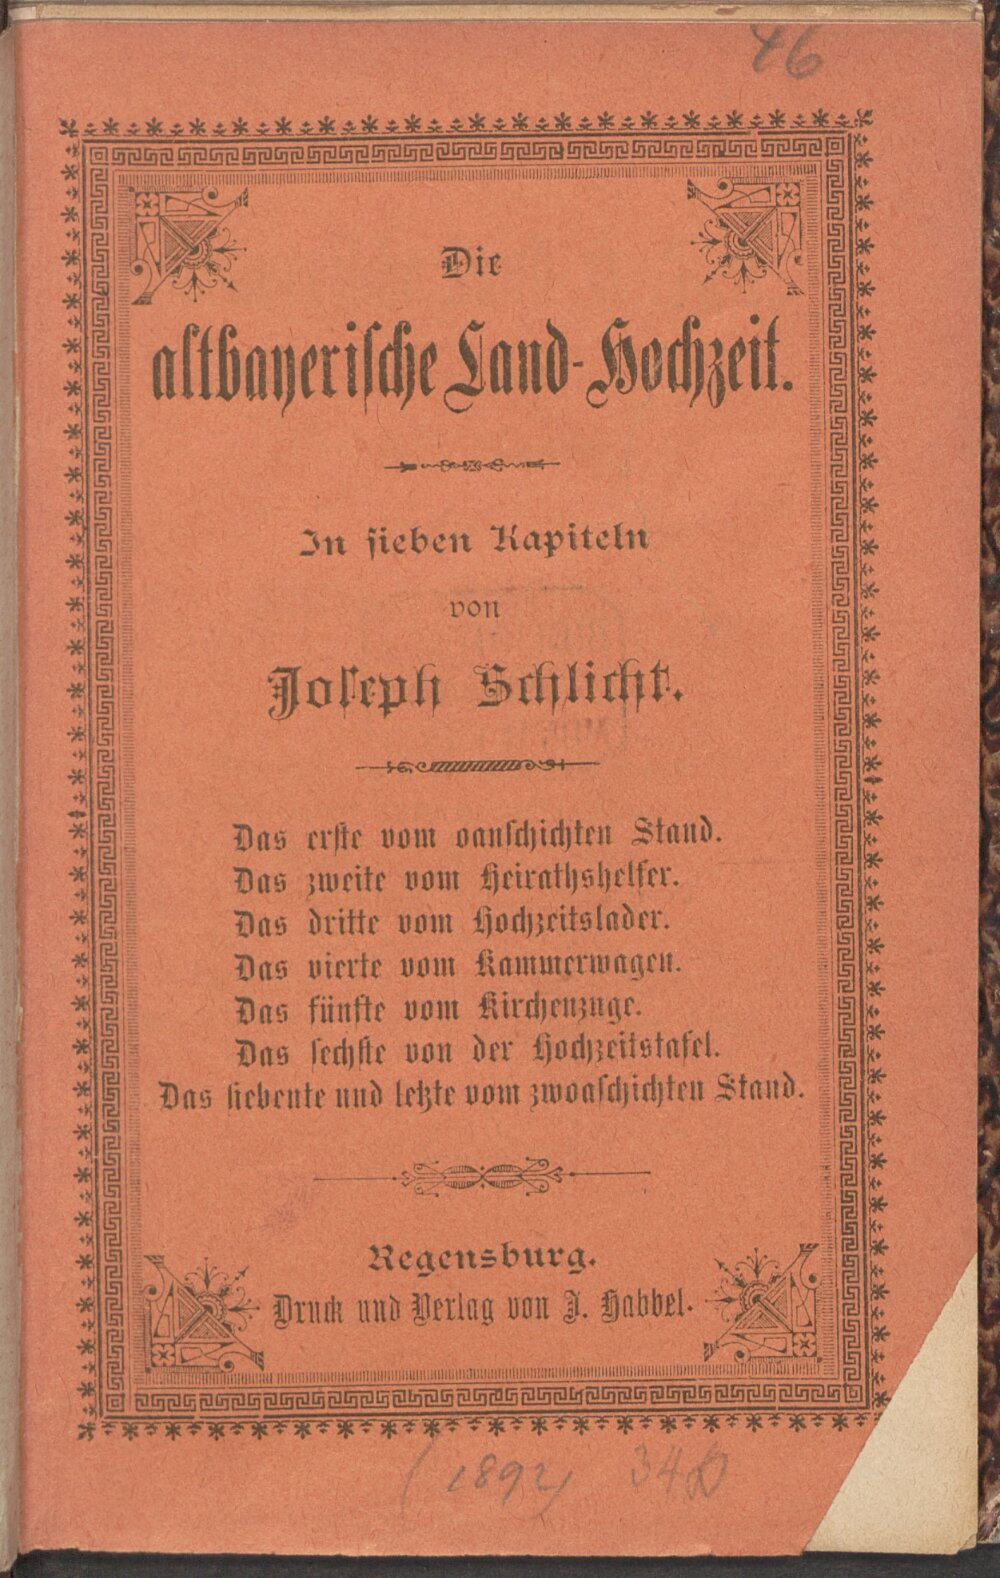 46
Die
altbayerische Land-Hochzeit.
In sieben Kapiteln
von
Joseph Schlicht.
Das erste vom oanschichten Stand.
Das zweite vom Heirathshelfer.
Das dritte vom Hochzeitslader.
Das vierte vom Kammerwagen.
Das fünfte vom Kirchenzuge.
Das sechste von der Hochzeitstafel.
Das siebente und letzte vom zwoaschichten Stand.
Regensburg.
Druck und Verlag von J. Habbel.
(1892)